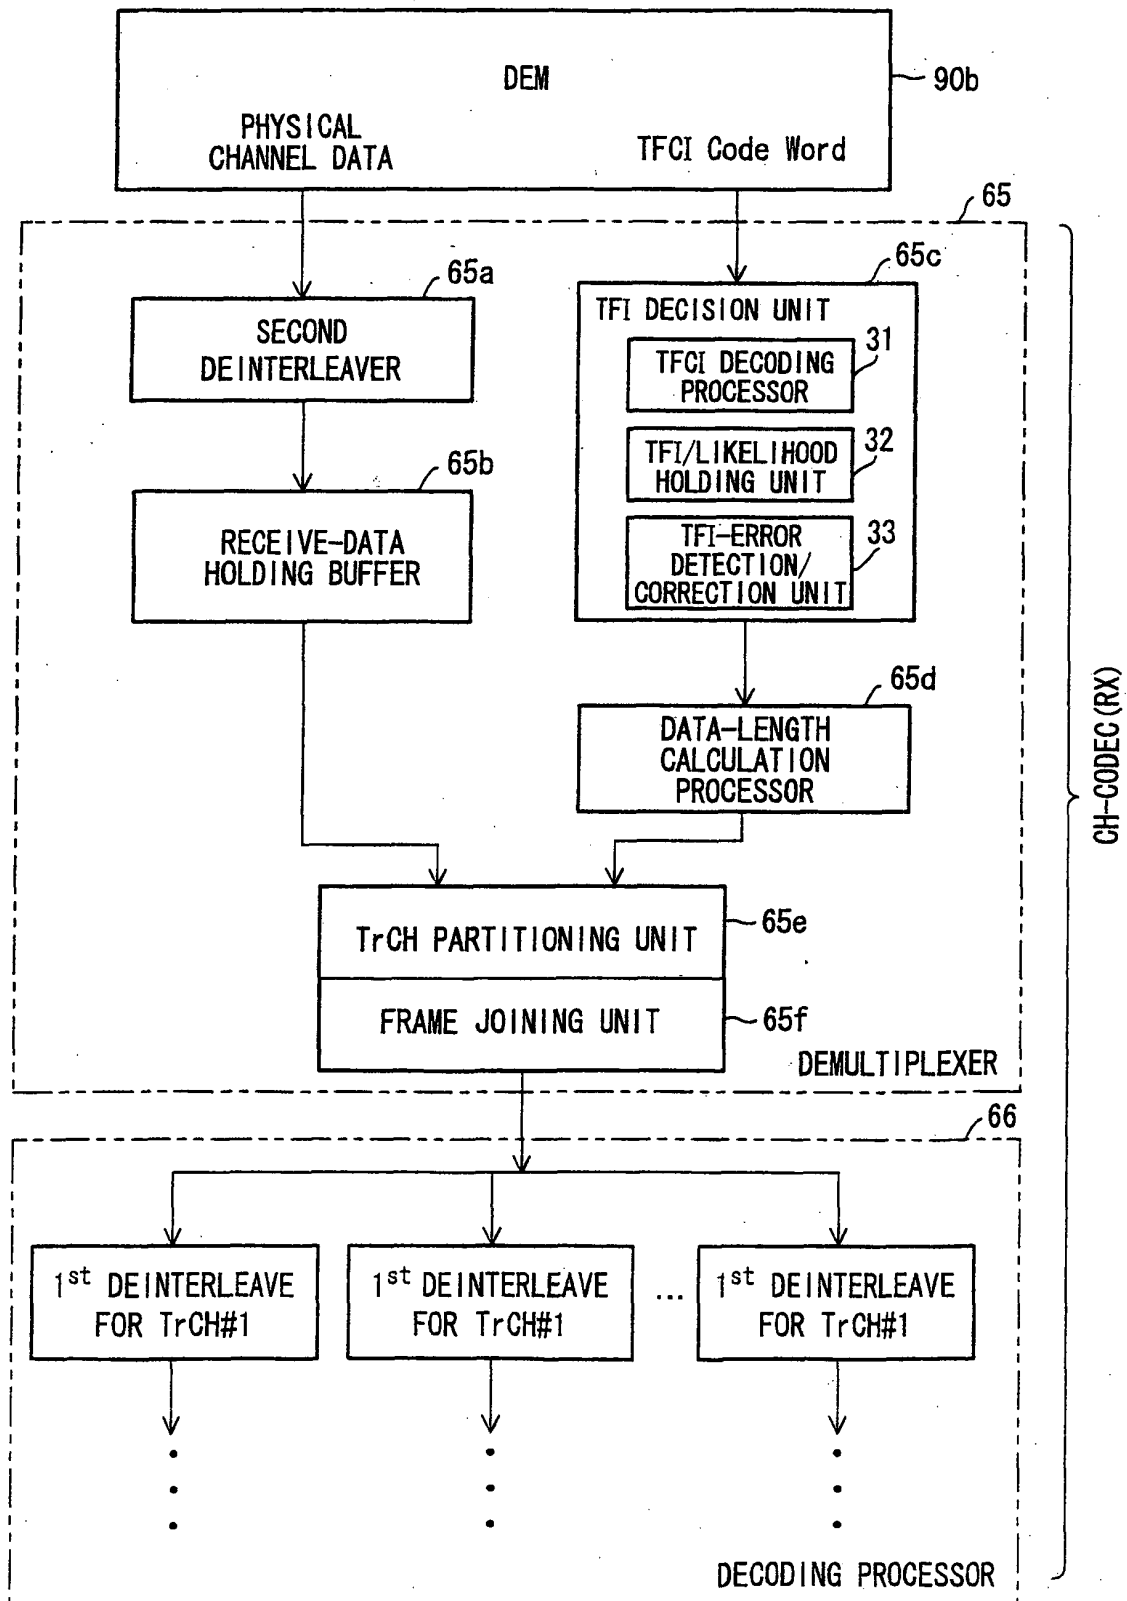 DEM
90b
PHYSICAL
CHANNEL DATA
TFCI Code Word
65
65a
SECOND
DEINTERLEAVER
65b
RECEIVE-DATA
HOLDING BUFFER
65c
TFI DECISION UNIT
31
TFCI DECODING
PROCESSOR
32
TFI/LIKELIHOOD
HOLDING UNIT
33
TFI-ERROR
DETECTION/
CORRECTION UNIT
65d
DATA-LENGTH
CALCULATION
PROCESSOR
TrCH PARTITIONING UNIT
65e
FRAME JOINING UNIT
65f
DEMULTIPLEXER
CH-CODEC(RX)
66
1st DEINTERLEAVE
FOR TrCH#1
1st DEINTERLEAVE
FOR TrCH#1
...
1st DEINTERLEAVE
FOR TrCH#1
DECODING PROCESSOR